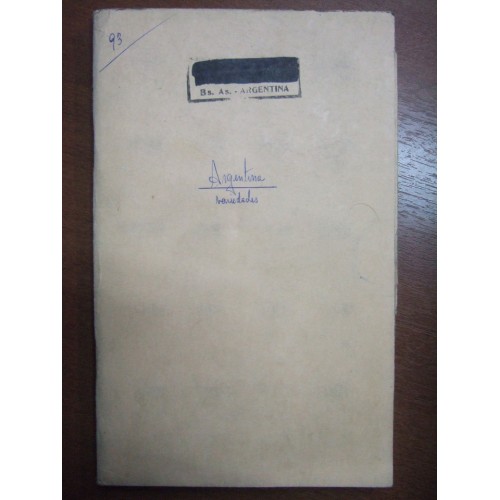 93
Bs. As. - ARGENTINA
Argentina
variedades